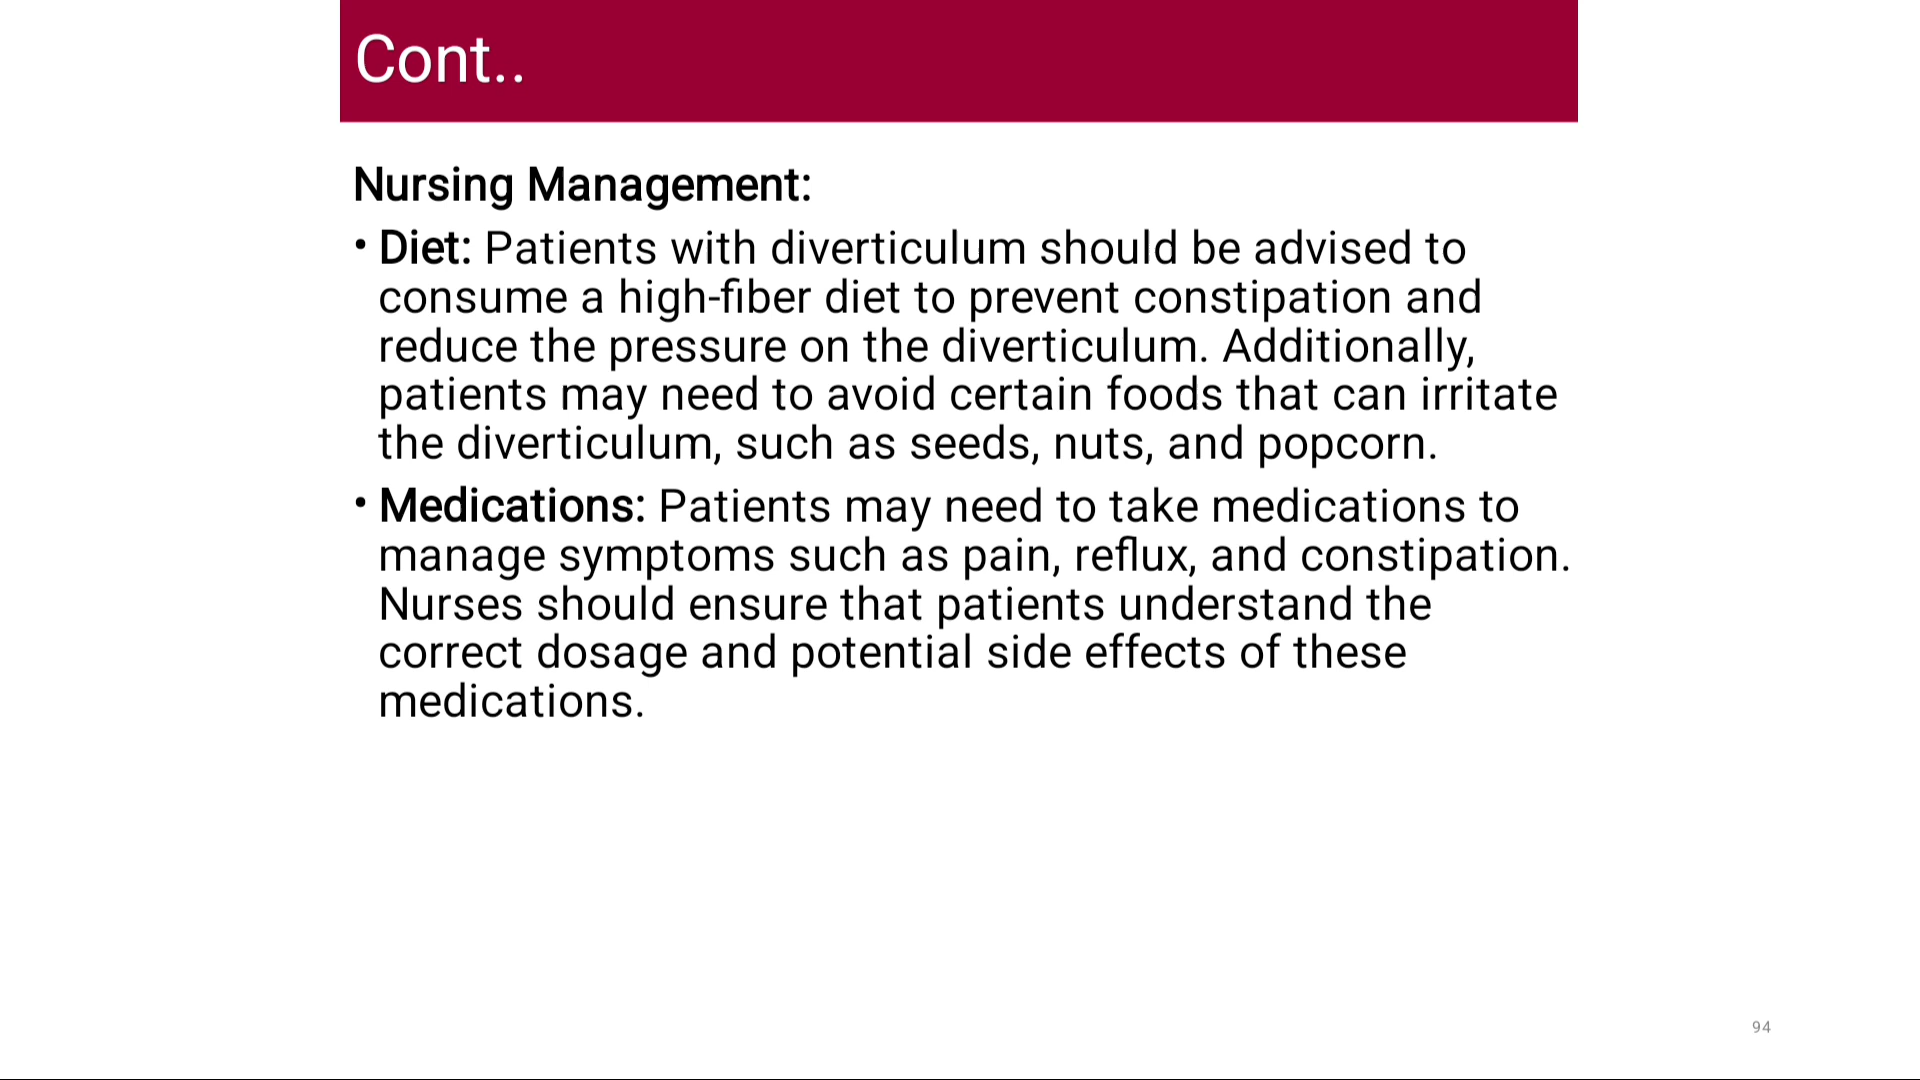 Cont..
Nursing Management:
• Diet: Patients with diverticulum should be advised to
consume a high-fiber diet to prevent constipation and
reduce the pressure on the diverticulum. Additionally,
patients may need to avoid certain foods that can irritate
the diverticulum, such as seeds, nuts, and popcorn.
• Medications: Patients may need to take medications to
manage symptoms such as pain, reflux, and constipation.
Nurses should ensure that patients understand the
correct dosage and potential side effects of these
medications.
94